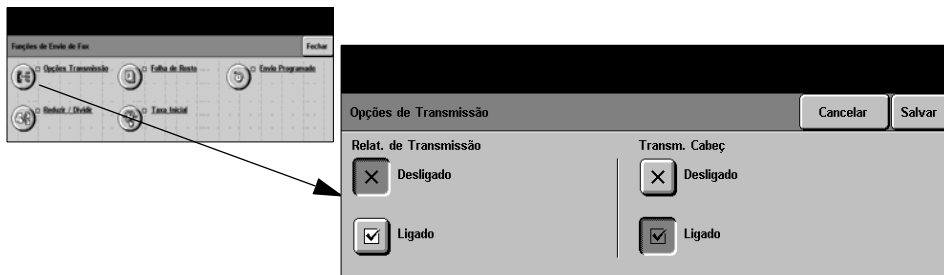 Funções de Envio de Fax
Fechar
Opções Transmissão
Folha de Rosto
Envio Programado
Reduzir / Dividir
Taxa Inicial
Opções de Transmissão
Cancelar
Salvar
Relat. de Transmissão
Transm. Cabeç
Desligado
Desligado
Ligado
Ligado